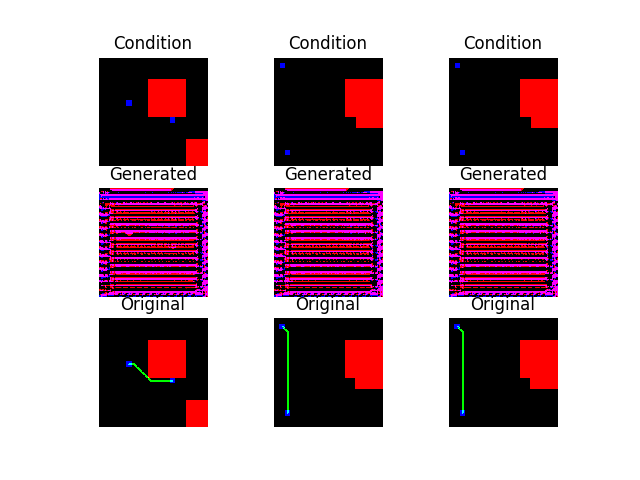 Condition
Condition
Condition
Generated
Generated
Generated
Original
Original
Original